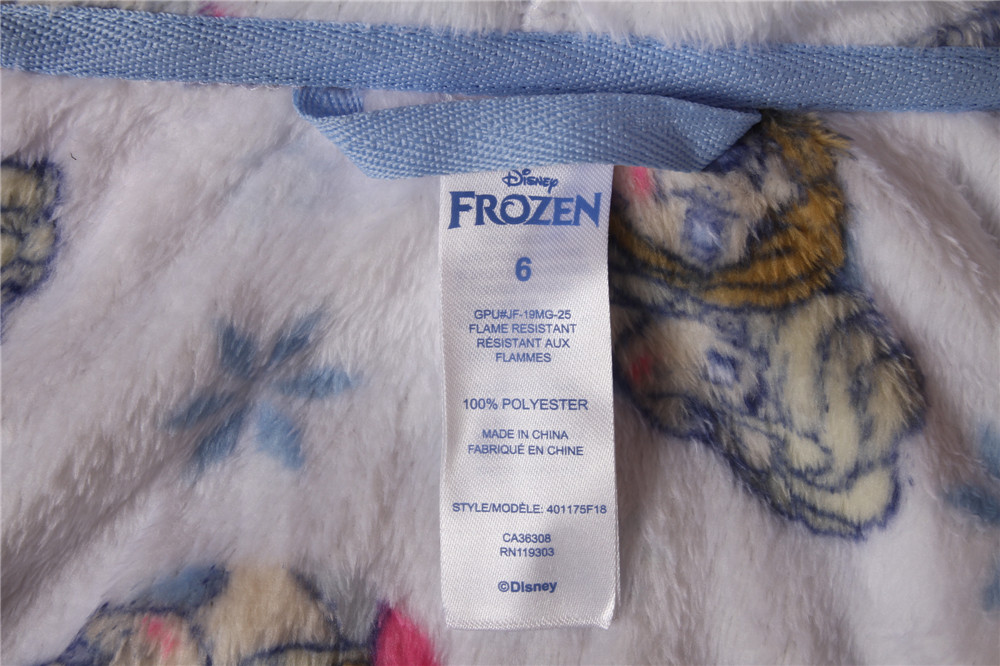 Disney
FROZEN
6
GPU#JF-19MG-25
FLAME RESISTANT
RÉSISTANT AUX
FLAMMES
100% POLYESTER
MADE IN CHINA
FABRIQUÉ EN CHINE
STYLE/MODÈLE: 401175F18
CA36308
RN119303
©Disney